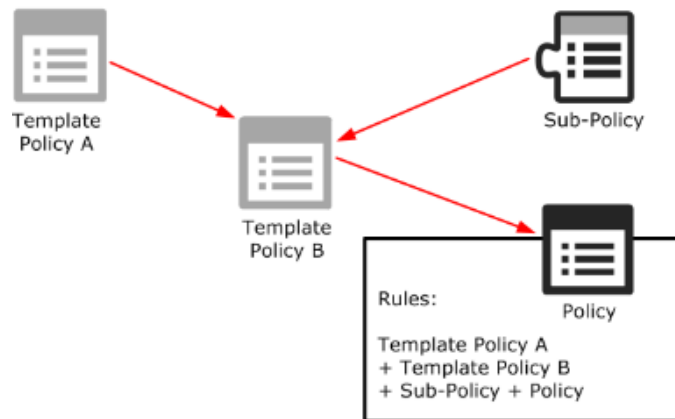 Template
Policy A
Sub-Policy
Template
Policy B
Policy
Rules:
Template Policy A
+ Template Policy B
+ Sub-Policy + Policy